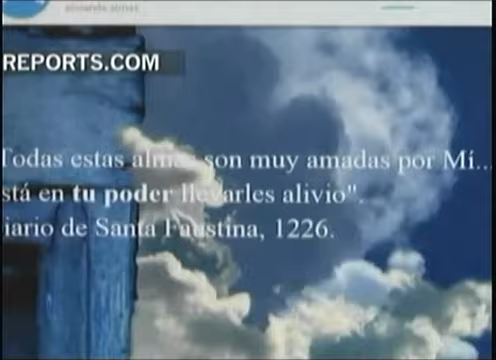 REPORTS.COM
Todas estas almas son muy amadas por Mí...
stá en tu poder llevarles alivio".
iario de Santa Faustina, 1226.